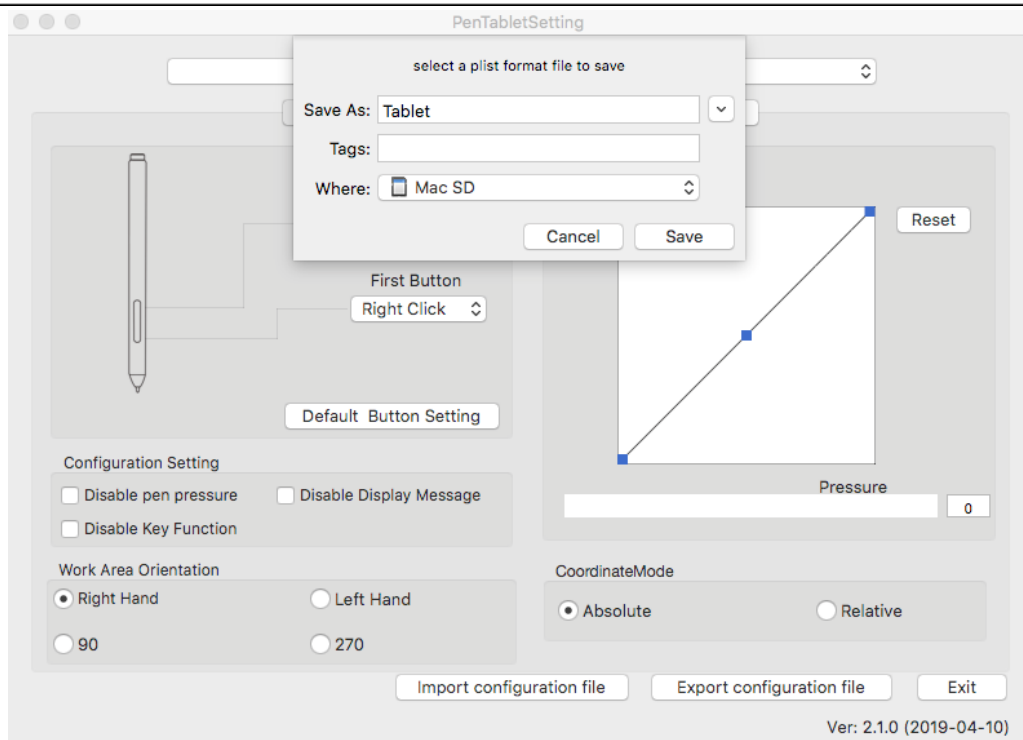 PenTabletSetting
select a plist format file to save
Save As: Tablet
Tags:
Where: Mac SD
Cancel Save
Reset
First Button
Right Click
Default Button Setting
Pressure
0
Configuration Setting
Disable pen pressure Disable Display Message
Disable Key Function
Work Area Orientation
Right Hand Left Hand
90 270
CoordinateMode
Absolute Relative
Import configuration file Export configuration file Exit
Ver: 2.1.0 (2019-04-10)